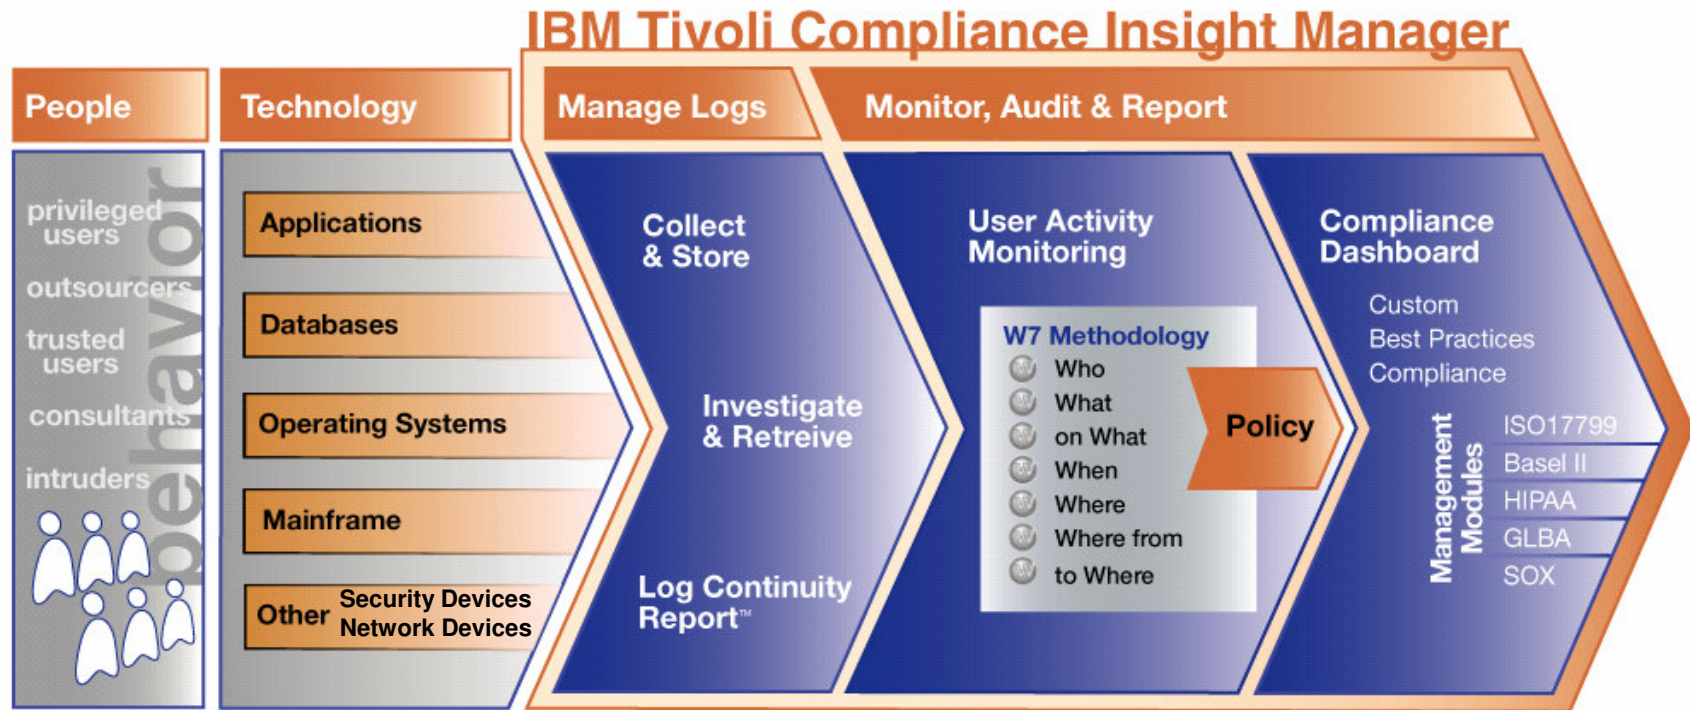 IBM Tivoli Compliance Insight Manager
People
Technology
Manage Logs
Monitor, Audit & Report
behavior
privileged
users
outsourcers
trusted
users
consultants
intruders
Applications
Databases
Operating Systems
Mainframe
Other
Security Devices
Network Devices
Collect
& Store
Investigate
& Retreive
Log Continuity
Report™
User Activity
Monitoring
W7 Methodology
Who
What
on What
When
Where
Where from
to Where
Policy
Compliance
Dashboard
Custom
Best Practices
Compliance
Management
Modules
ISO17799
Basel II
HIPAA
GLBA
SOX